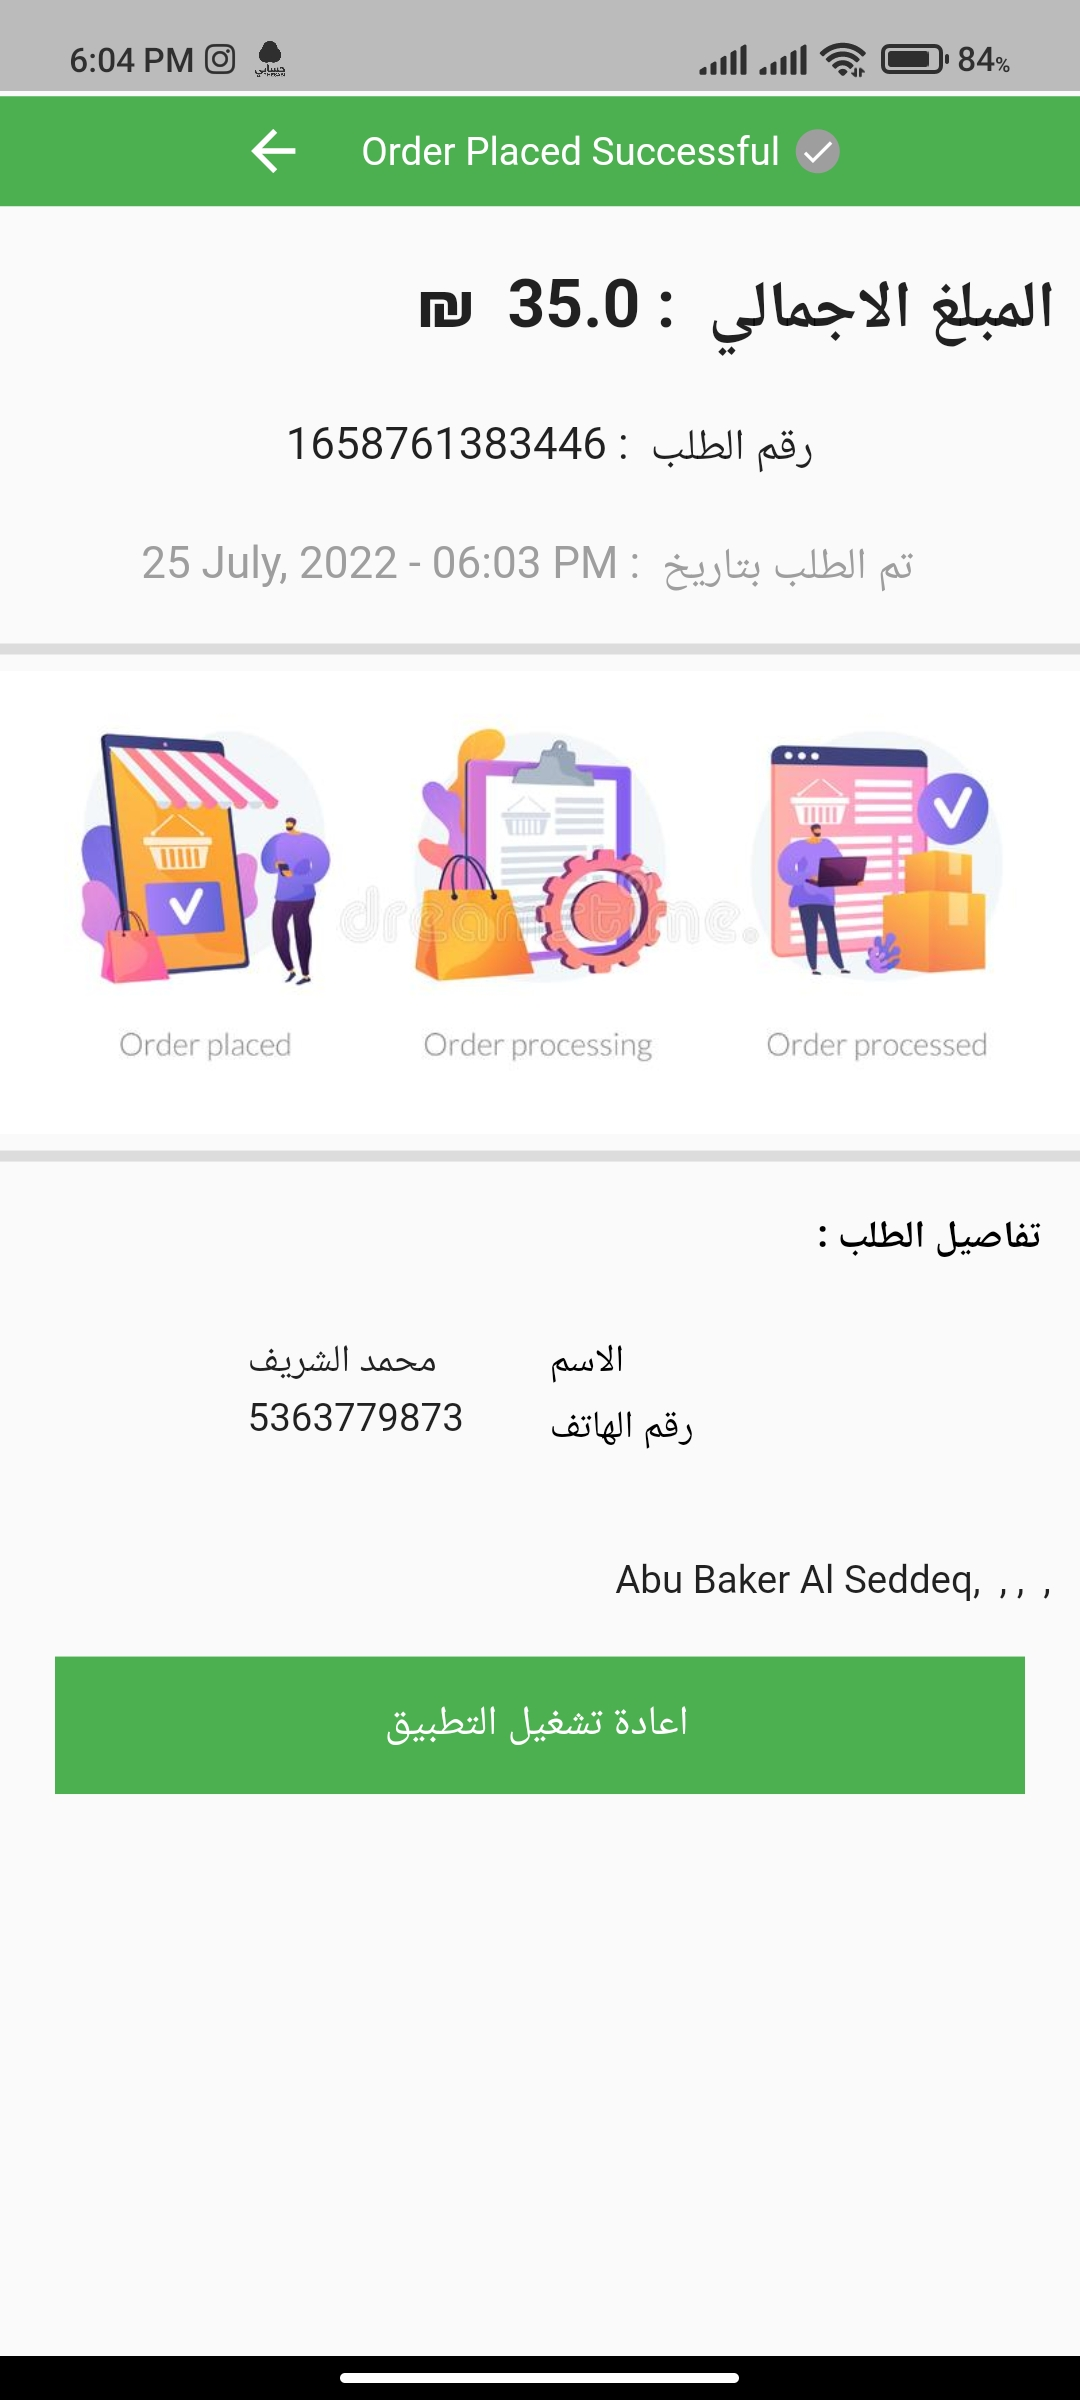 6:04 PM
84%
Order Placed Successful
المبلغ الاجمالي : 35.0 ₪
رقم الطلب : 1658761383446
تم الطلب بتاريخ : 25 July, 2022 - 06:03 PM
dreamstime.
Order placed
Order processing
Order processed
تفاصيل الطلب :
الاسم محمد الشريف
رقم الهاتف 5363779873
Abu Baker Al Seddeq, , , ,
اعادة تشغيل التطبيق